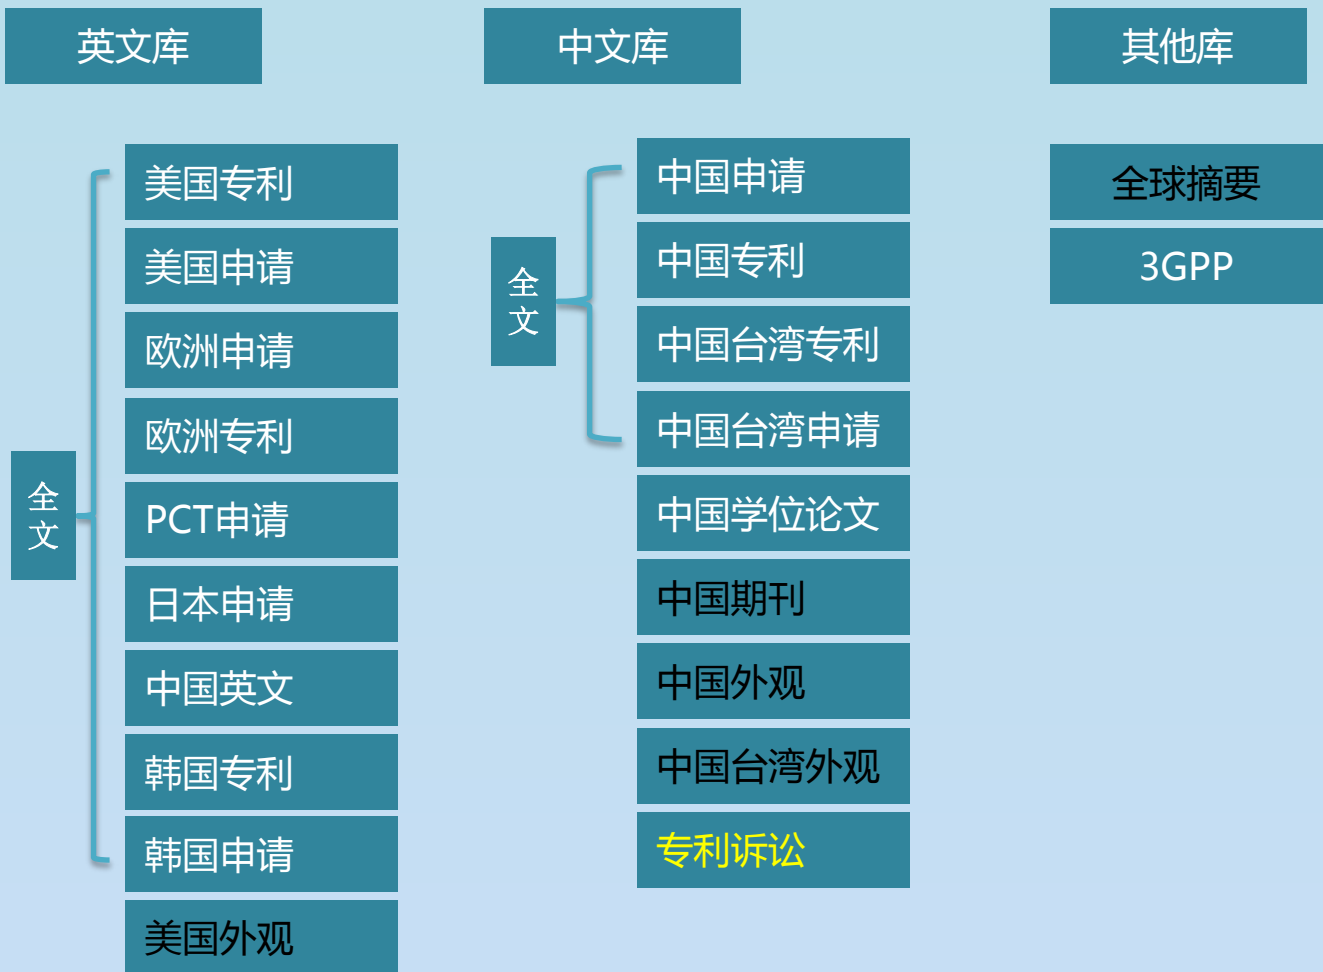 英文库
中文库
其他库
全文
美国专利
美国申请
欧洲申请
欧洲专利
PCT申请
日本申请
中国英文
韩国专利
韩国申请
美国外观
全文
中国申请
中国专利
中国台湾专利
中国台湾申请
中国学位论文
中国期刊
中国外观
中国台湾外观
专利诉讼
全球摘要
3GPP